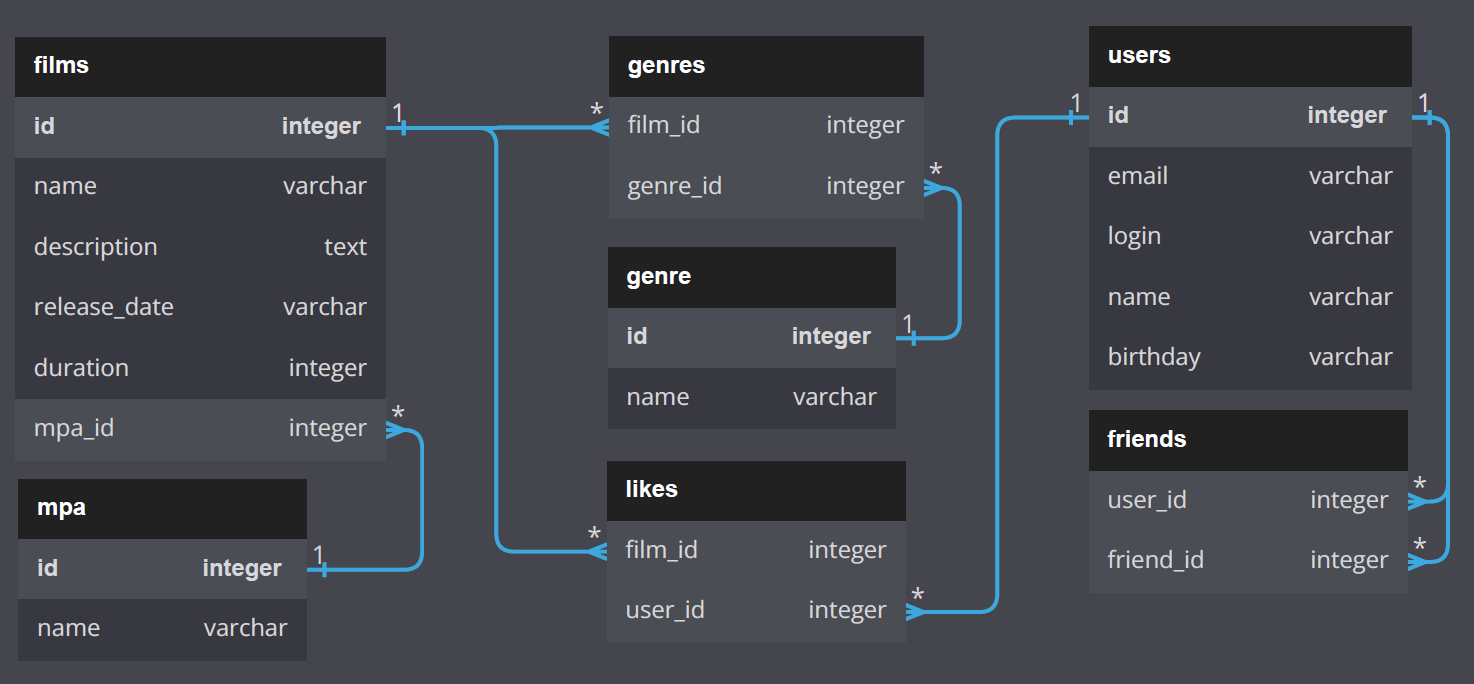 films
id integer
name varchar
description text
release_date varchar
duration integer
mpa_id integer
mpa
id integer
name varchar
genres
film_id integer
genre_id integer
genre
id integer
name varchar
likes
film_id integer
user_id integer
users
id integer
email varchar
login varchar
name varchar
birthday varchar
friends
user_id integer
friend_id integer
1
*
*
1
*
1
*
*
1
1
*
*